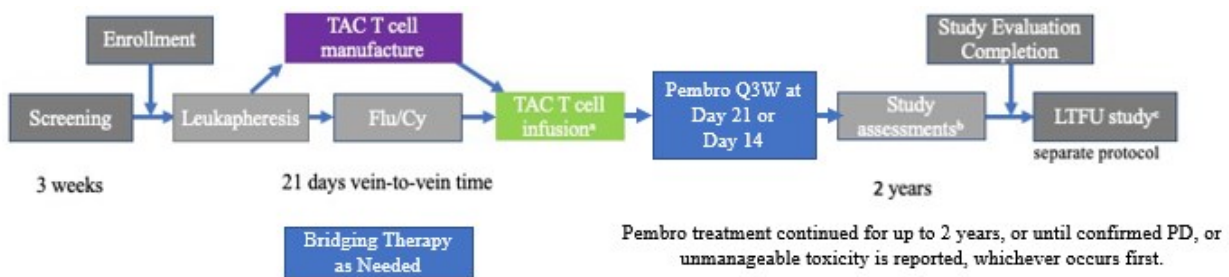 Enrollment
TAC T cell
manufacture
Study Evaluation
Completion
Screening
Leukapheresis
Flu/Cy
TAC T cell
infusionᵃ
Pembro Q3W at
Day 21 or
Day 14
Study
assessmentsᵇ
LTFU studyᶜ
separate protocol
3 weeks
21 days vein-to-vein time
2 years
Bridging Therapy
as Needed
Pembro treatment continued for up to 2 years, or until confirmed PD, or
unmanageable toxicity is reported, whichever occurs first.